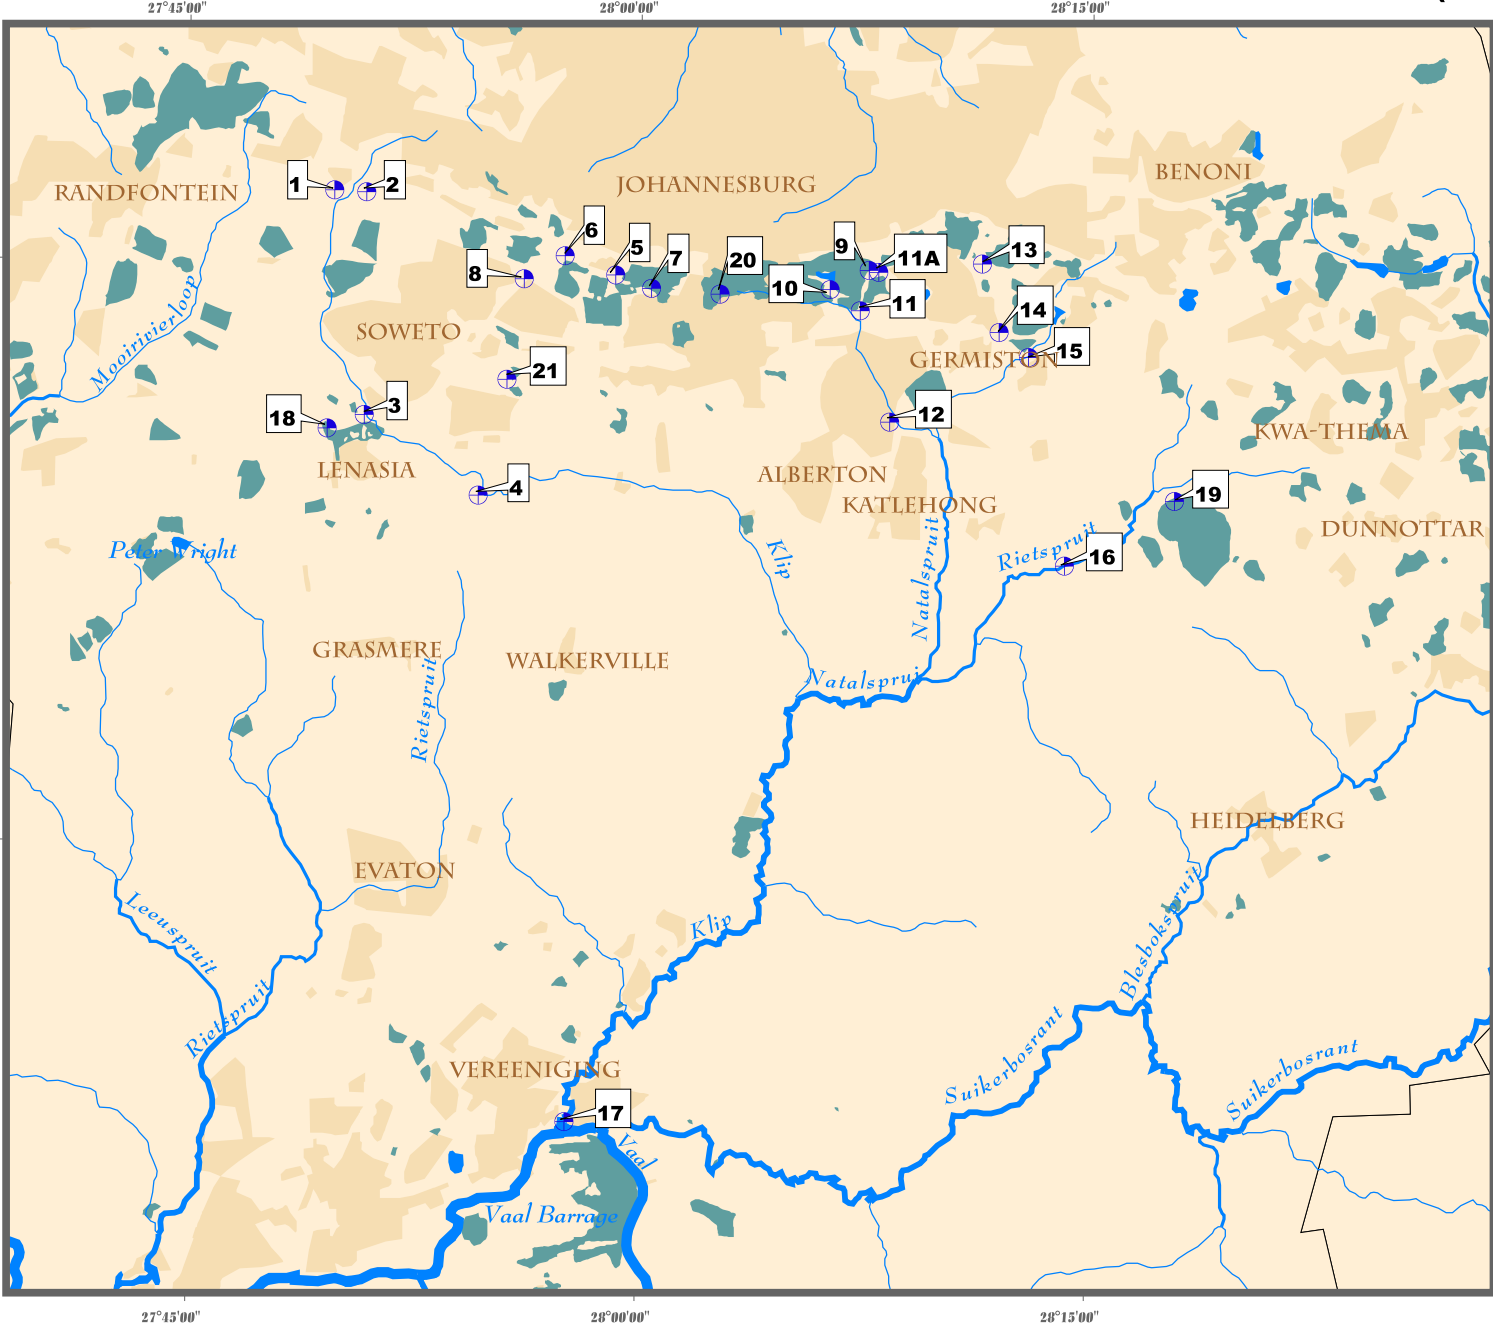 27°45'00"
28°00'00"
28°15'00"
BENONI
RANDFONTEIN
1
2
JOHANNESBURG
6
5
7
8
20
9
11A
13
10
11
14
Mooirivierloop
SOWETO
GERMISTON
15
21
3
18
12
KWA-THEMA
LENASIA
4
ALBERTON
KATLEHONG
19
DUNNOTTAR
Peter Wright
Klip
Natalspruit
Rietspruit
16
GRASMERE
WALKERVILLE
Rietspruit
Natalsprui
HEIDELBERG
EVATON
Leeuspruit
Klip
Blesbokspruit
Rietspruit
VEREENIGING
Suikerbosrant
Suikerbosrant
17
Vaal
Vaal Barrage
27°45'00"
28°00'00"
28°15'00"